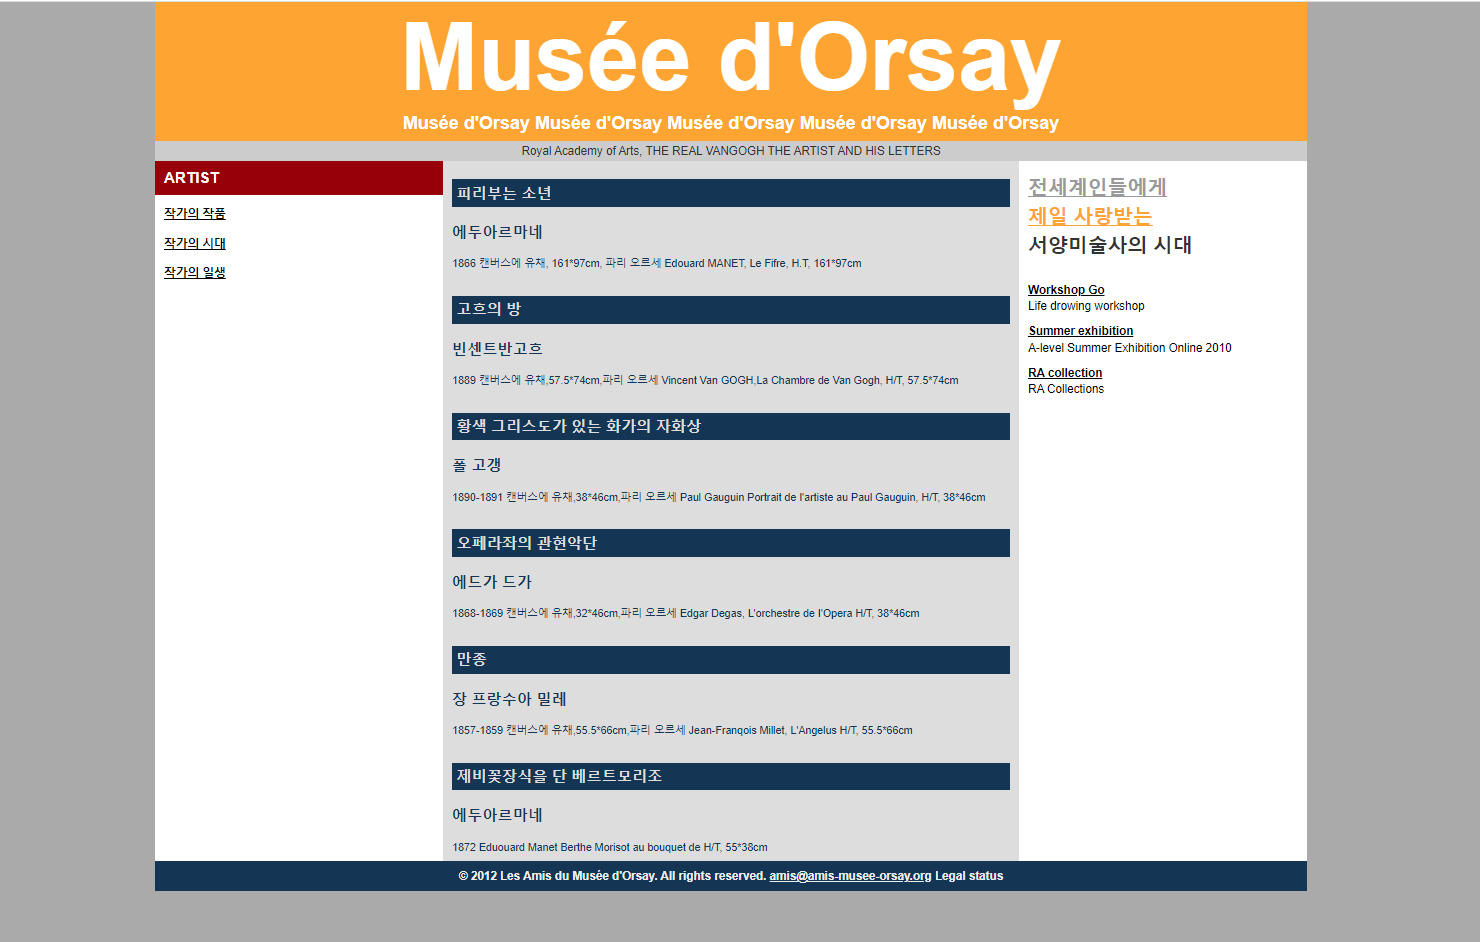 Musée d'Orsay
Musée d'Orsay Musée d'Orsay Musée d'Orsay Musée d'Orsay Musée d'Orsay
Royal Academy of Arts, THE REAL VANGOGH THE ARTIST AND HIS LETTERS
ARTIST
작가의 작품
작가의 시대
작가의 일생
피리부는 소년
에두아르마네
1866 캔버스에 유채, 161*97cm, 파리 오르세 Edouard MANET, Le Fifre, H.T, 161*97cm
고흐의 방
빈센트반고흐
1889 캔버스에 유채,57.5*74cm,파리 오르세 Vincent Van GOGH,La Chambre de Van Gogh, H/T, 57.5*74cm
황색 그리스도가 있는 화가의 자화상
폴 고갱
1890-1891 캔버스에 유채,38*46cm,파리 오르세 Paul Gauguin Portrait de l'artiste au Paul Gauguin, H/T, 38*46cm
오페라좌의 관현악단
에드가 드가
1868-1869 캔버스에 유채,32*46cm,파리 오르세 Edgar Degas, L'orchestre de l'Opera H/T, 38*46cm
만종
장 프랑수아 밀레
1857-1859 캔버스에 유채,55.5*66cm,파리 오르세 Jean-Franqois Millet, L'Angelus H/T, 55.5*66cm
제비꽃장식을 단 베르트모리조
에두아르마네
1872 Eduouard Manet Berthe Morisot au bouquet de H/T, 55*38cm
전세계인들에게
제일 사랑받는
서양미술사의 시대
Workshop Go
Life drowing workshop
Summer exhibition
A-level Summer Exhibition Online 2010
RA collection
RA Collections
© 2012 Les Amis du Musée d'Orsay. All rights reserved. amis@amis-musee-orsay.org Legal status